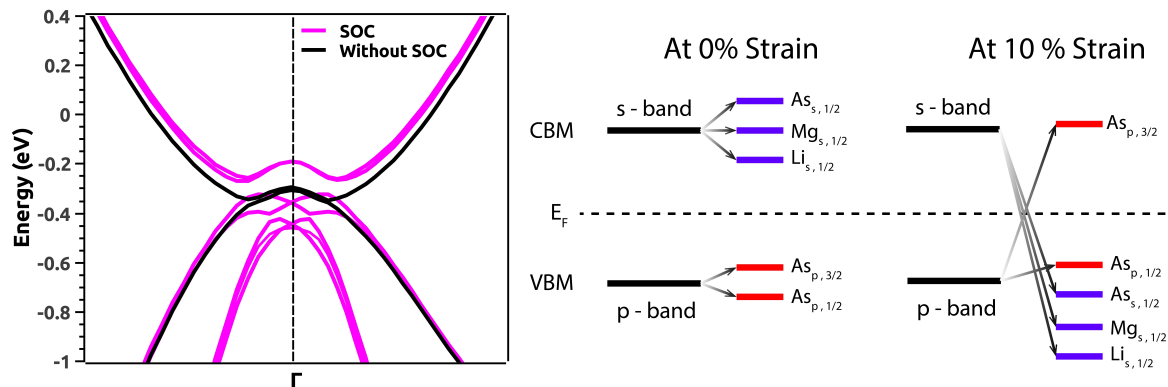 0.4
0.2
0
-0.2
-0.4
-0.6
-0.8
-1
Energy (eV)
Γ
SOC
Without SOC
At 0% Strain
At 10 % Strain
CBM
s - band
As s, 1/2
Mg s, 1/2
Li s, 1/2
s - band
As p, 3/2
E F
VBM
p - band
As p, 3/2
As p, 1/2
p - band
As p, 1/2
As s, 1/2
Mg s, 1/2
Li s, 1/2